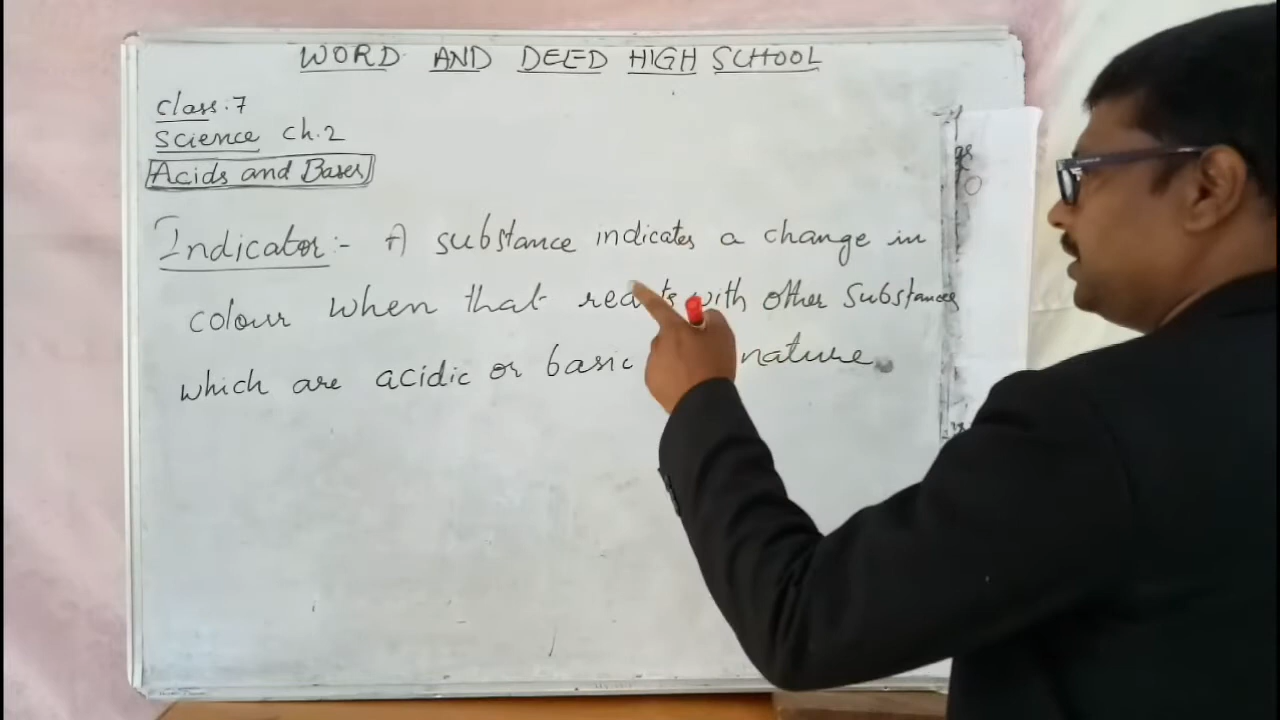 WORD AND DEED HIGH SCHOOL
Class:7
Science Ch.2
Acids and Bases
Indicator:- A substance indicates a change in
colour when that reacts with other substances
which are acidic or basic nature.